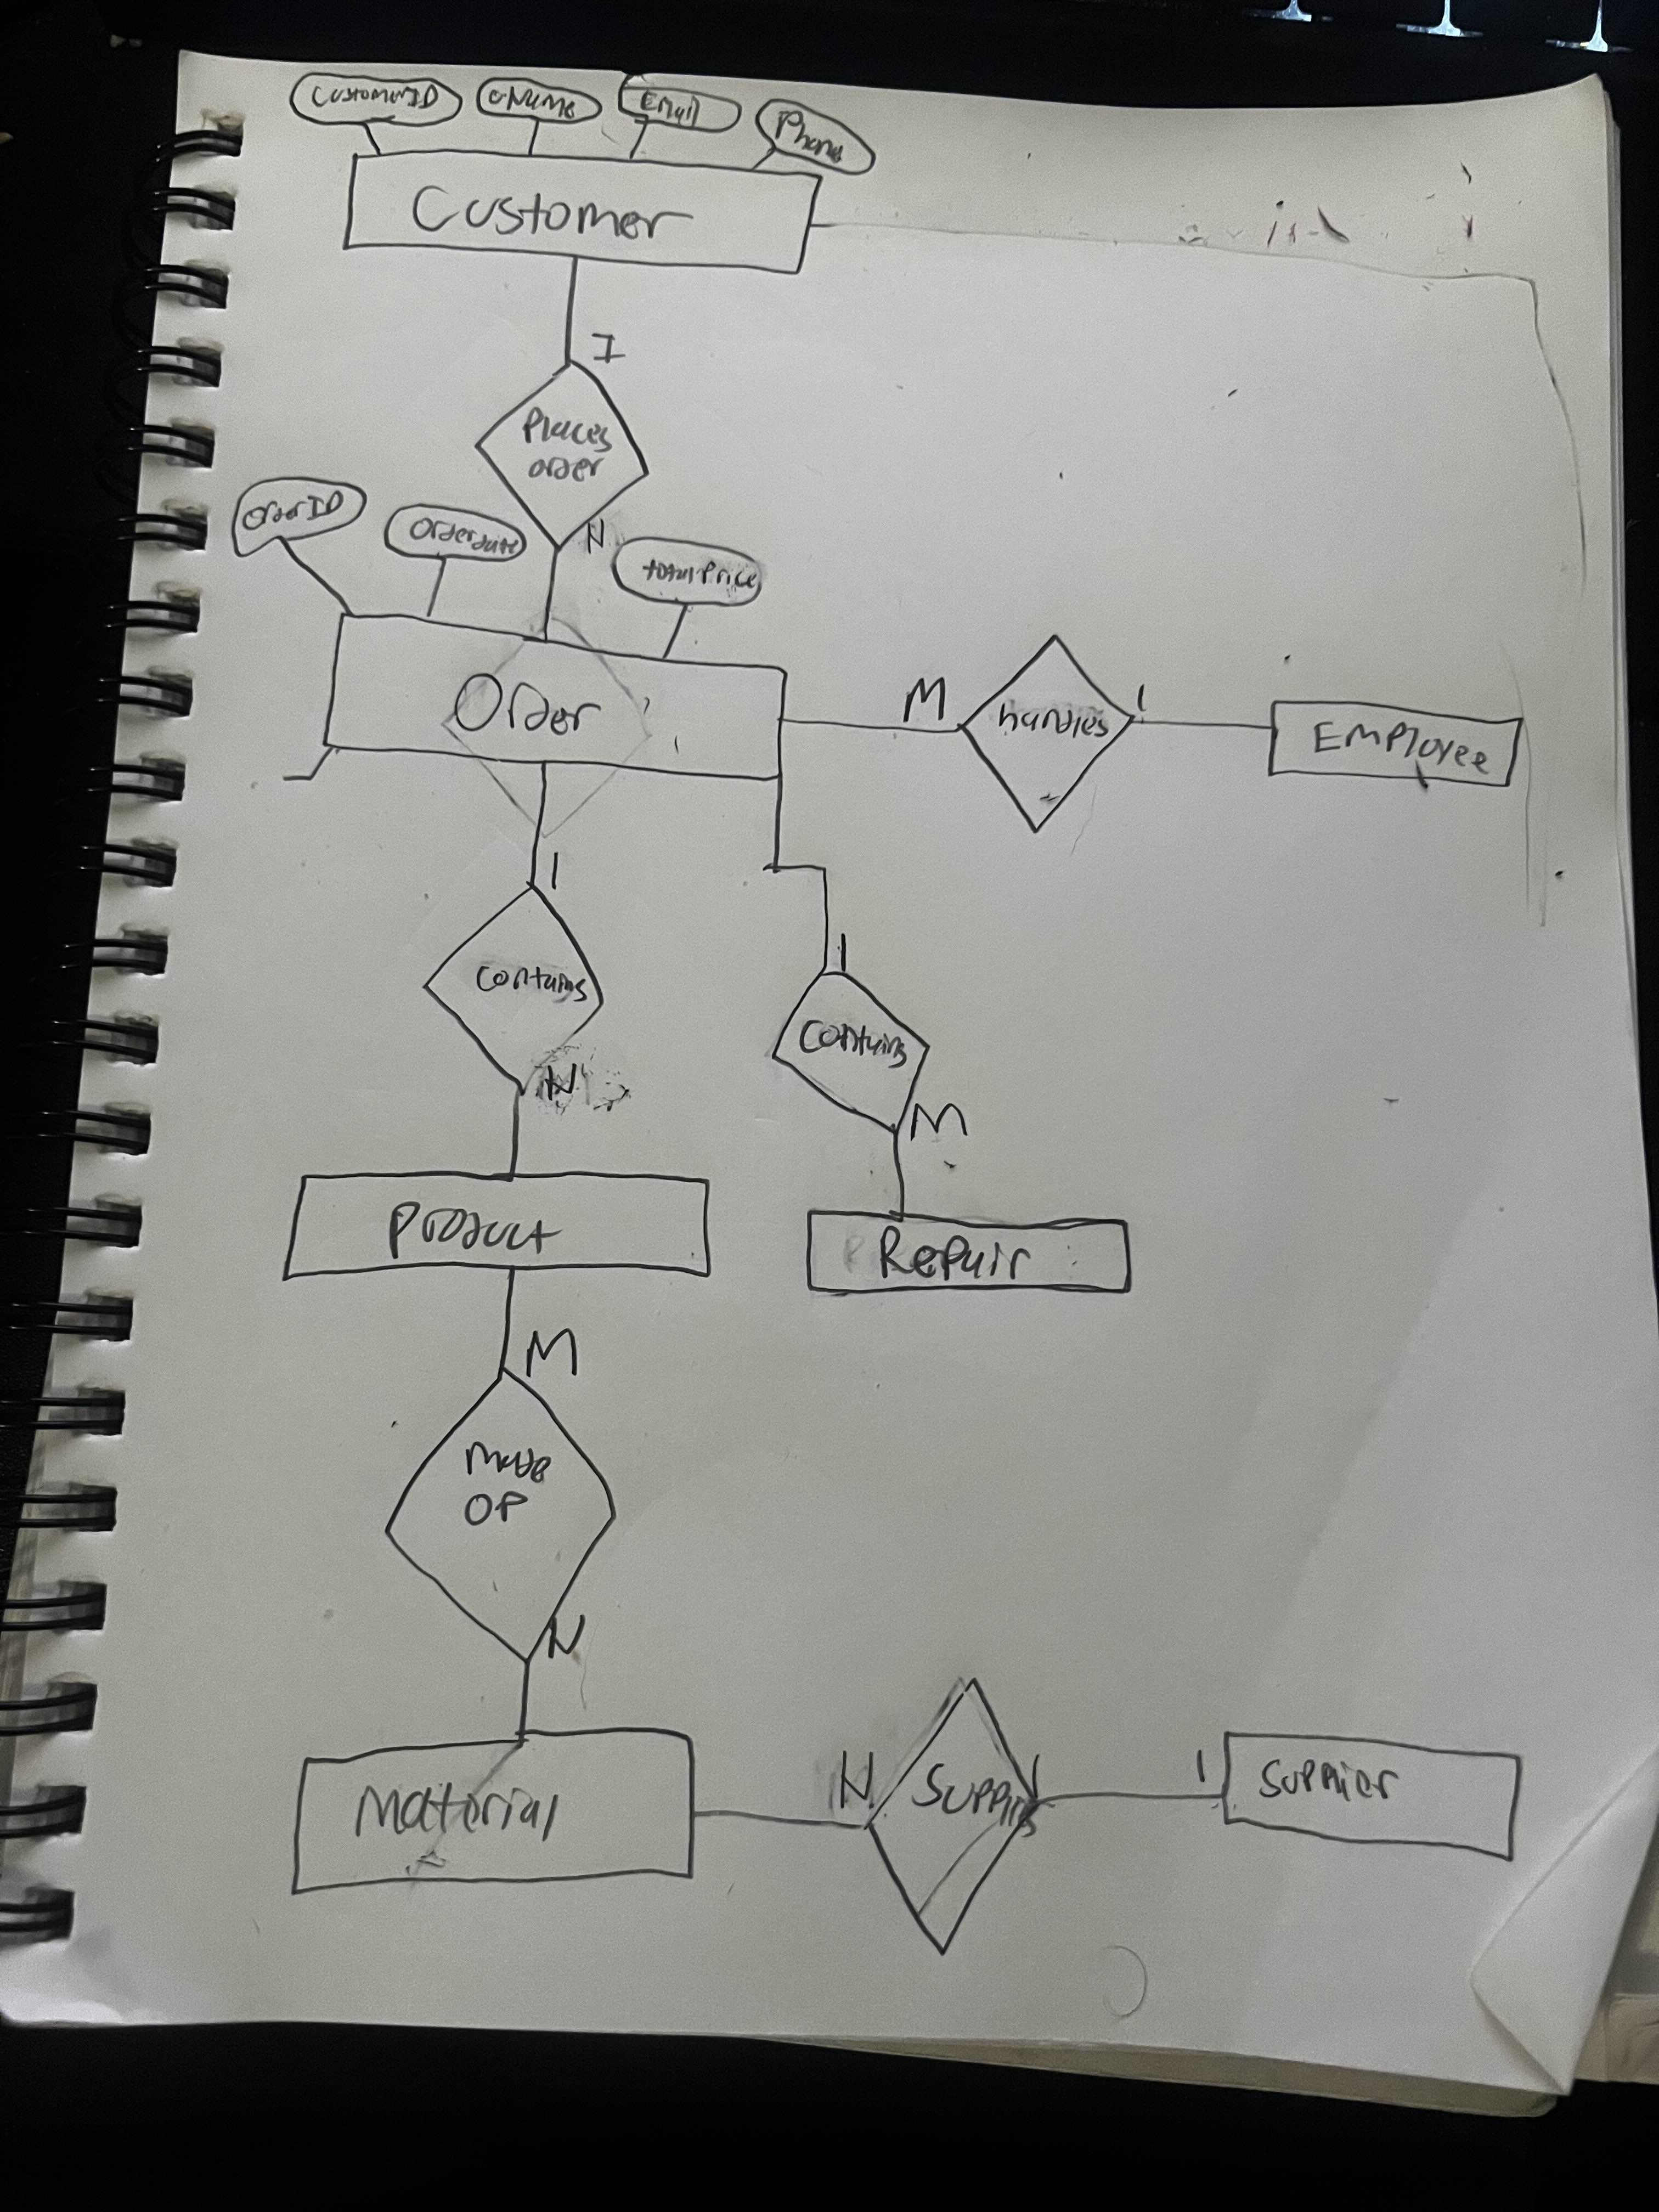 CustomerID
CName
Email
Phone
Customer
I
Places
order
N
OrderID
Orderdate
totalPrice
Order
M
handles
1
Employee
1
Contains
N
1
Contains
M
Product
Repair
M
Made
OF
N
Material
N
Supplies
1
Supplier